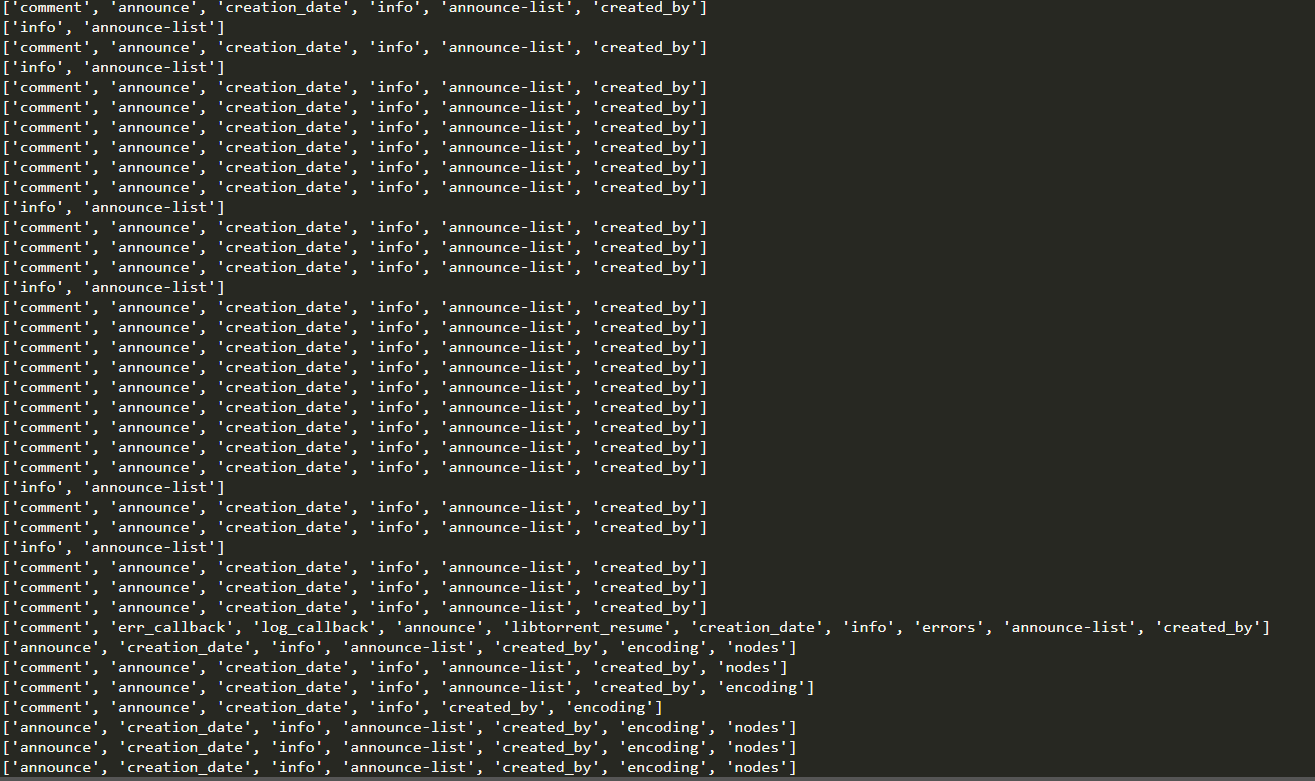 ['comment', 'announce', 'creation_date', 'info', 'announce-list', 'created_by']
['info', 'announce-list']
['comment', 'announce', 'creation_date', 'info', 'announce-list', 'created_by']
['info', 'announce-list']
['comment', 'announce', 'creation_date', 'info', 'announce-list', 'created_by']
['comment', 'announce', 'creation_date', 'info', 'announce-list', 'created_by']
['comment', 'announce', 'creation_date', 'info', 'announce-list', 'created_by']
['comment', 'announce', 'creation_date', 'info', 'announce-list', 'created_by']
['comment', 'announce', 'creation_date', 'info', 'announce-list', 'created_by']
['comment', 'announce', 'creation_date', 'info', 'announce-list', 'created_by']
['info', 'announce-list']
['comment', 'announce', 'creation_date', 'info', 'announce-list', 'created_by']
['comment', 'announce', 'creation_date', 'info', 'announce-list', 'created_by']
['comment', 'announce', 'creation_date', 'info', 'announce-list', 'created_by']
['info', 'announce-list']
['comment', 'announce', 'creation_date', 'info', 'announce-list', 'created_by']
['comment', 'announce', 'creation_date', 'info', 'announce-list', 'created_by']
['comment', 'announce', 'creation_date', 'info', 'announce-list', 'created_by']
['comment', 'announce', 'creation_date', 'info', 'announce-list', 'created_by']
['comment', 'announce', 'creation_date', 'info', 'announce-list', 'created_by']
['comment', 'announce', 'creation_date', 'info', 'announce-list', 'created_by']
['comment', 'announce', 'creation_date', 'info', 'announce-list', 'created_by']
['comment', 'announce', 'creation_date', 'info', 'announce-list', 'created_by']
['comment', 'announce', 'creation_date', 'info', 'announce-list', 'created_by']
['info', 'announce-list']
['comment', 'announce', 'creation_date', 'info', 'announce-list', 'created_by']
['comment', 'announce', 'creation_date', 'info', 'announce-list', 'created_by']
['info', 'announce-list']
['comment', 'announce', 'creation_date', 'info', 'announce-list', 'created_by']
['comment', 'announce', 'creation_date', 'info', 'announce-list', 'created_by']
['comment', 'announce', 'creation_date', 'info', 'announce-list', 'created_by']
['comment', 'err_callback', 'log_callback', 'announce', 'libtorrent_resume', 'creation_date', 'info', 'errors', 'announce-list', 'created_by']
['announce', 'creation_date', 'info', 'announce-list', 'created_by', 'encoding', 'nodes']
['comment', 'announce', 'creation_date', 'info', 'announce-list', 'created_by', 'nodes']
['comment', 'announce', 'creation_date', 'info', 'announce-list', 'created_by', 'encoding']
['comment', 'announce', 'creation_date', 'info', 'created_by', 'encoding']
['announce', 'creation_date', 'info', 'announce-list', 'created_by', 'encoding', 'nodes']
['announce', 'creation_date', 'info', 'announce-list', 'created_by', 'encoding', 'nodes']
['announce', 'creation_date', 'info', 'announce-list', 'created_by', 'encoding', 'nodes']